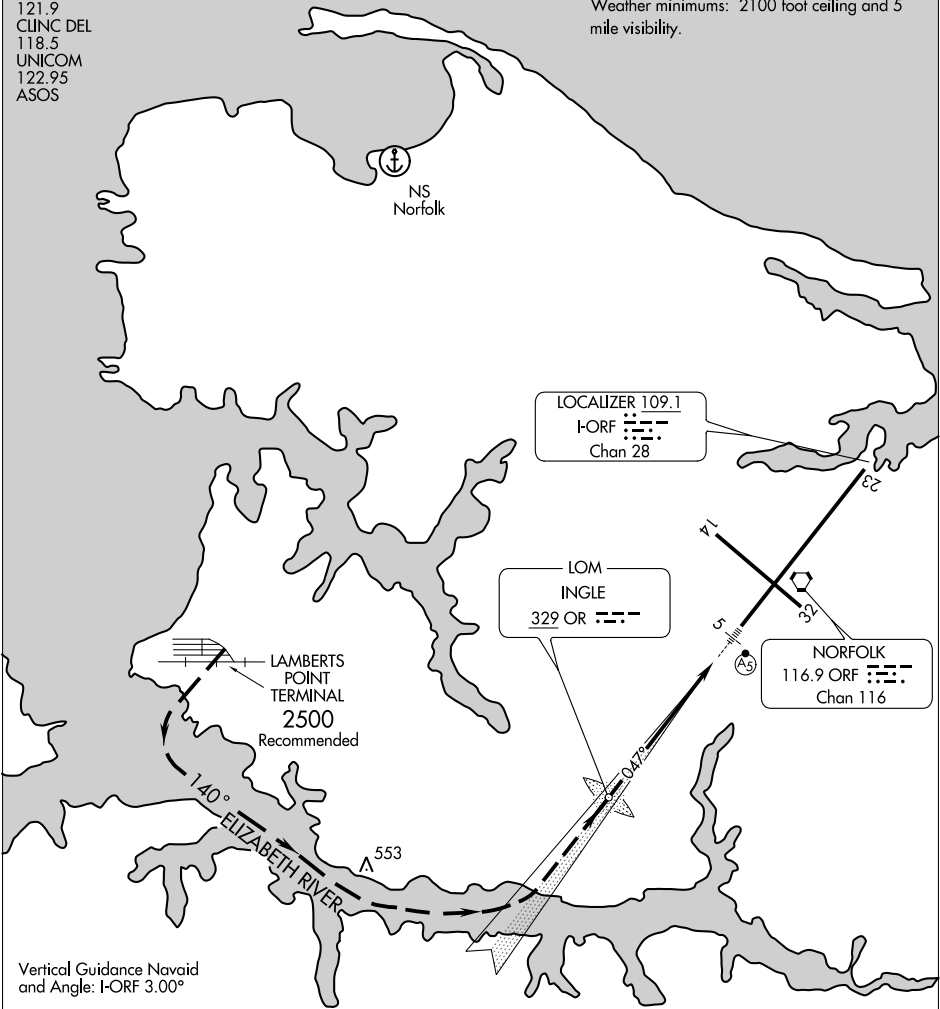 121.9
CLINC DEL
118.5
UNICOM
122.95
ASOS
Weather minimums: 2100 foot ceiling and 5
mile visibility.
NS
Norfolk
LOCALIZER 109.1
I-ORF
Chan 28
23
14
LOM
INGLE
329 OR
32
5
A5
NORFOLK
116.9 ORF
Chan 116
LAMBERTS
POINT
TERMINAL
2500
Recommended
047°
140°
ELIZABETH RIVER
553
Vertical Guidance Navaid
and Angle: I-ORF 3.00°